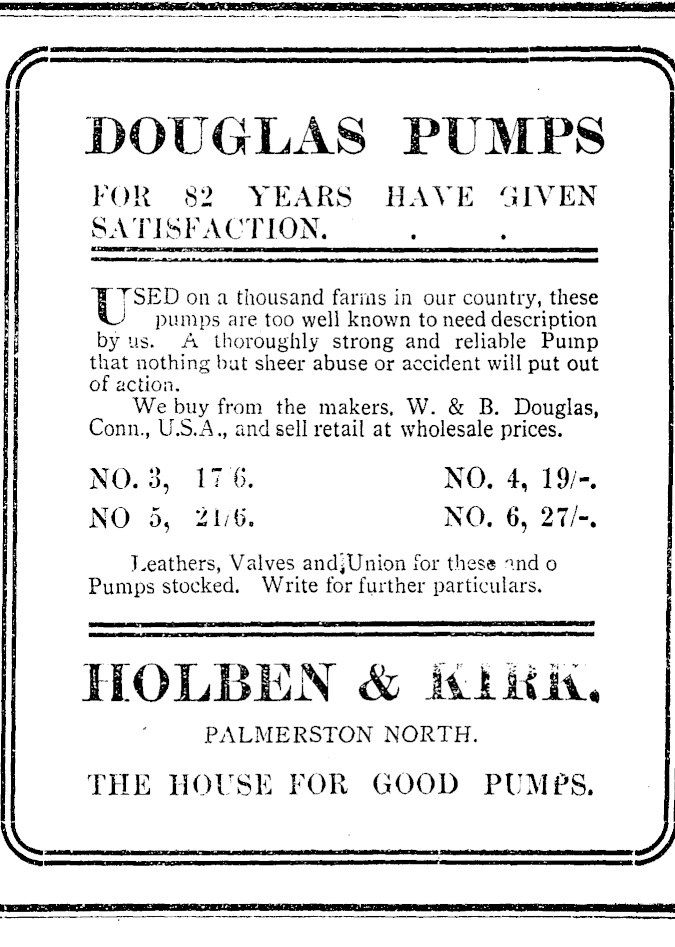 DOUGLAS PUMPS
FOR 82 YEARS HAVE GIVEN
SATISFACTION. . .
USED on a thousand farms in our country, these
pumps are too well known to need description
by us. A thoroughly strong and reliable Pump
that nothing but sheer abuse or accident will put out
of action.
We buy from the makers, W. & B. Douglas,
Conn., U.S.A., and sell retail at wholesale prices.
NO. 3, 17/6. NO. 4, 19/-.
NO 5, 21/6. NO. 6, 27/-.
Leathers, Valves and Union for these and o
Pumps stocked. Write for further particulars.
HOLBEN & KIRK.
PALMERSTON NORTH.
THE HOUSE FOR GOOD PUMPS.